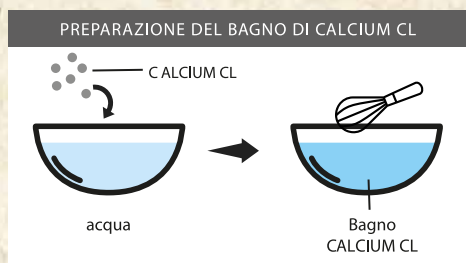 PREPARAZIONE DEL BAGNO DI CALCIUM CL
C ALCIUM CL
acqua
Bagno
CALCIUM CL